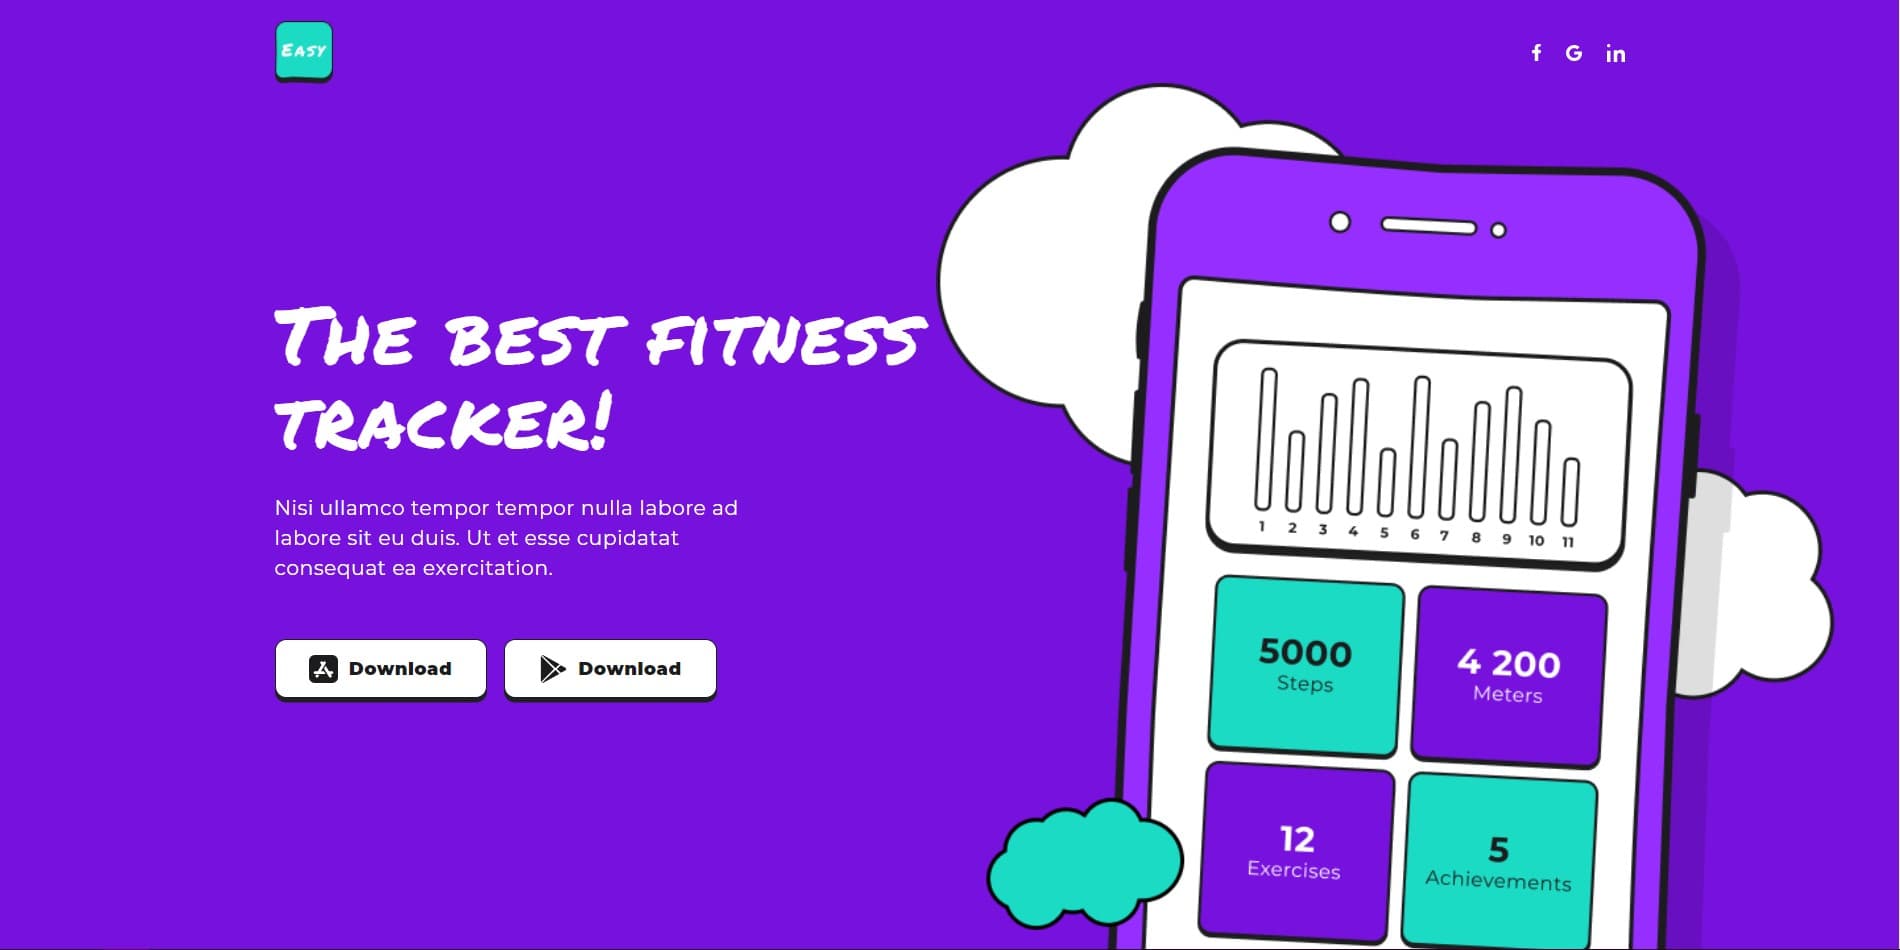 Easy
The best fitness
tracker!
Nisi ullamco tempor tempor nulla labore ad
labore sit eu duis. Ut et esse cupidatat
consequat ea exercitation.
Download
Download
1 2 3 4 5 6 7 8 9 10 11
5000
Steps
4 200
Meters
12
Exercises
5
Achievements